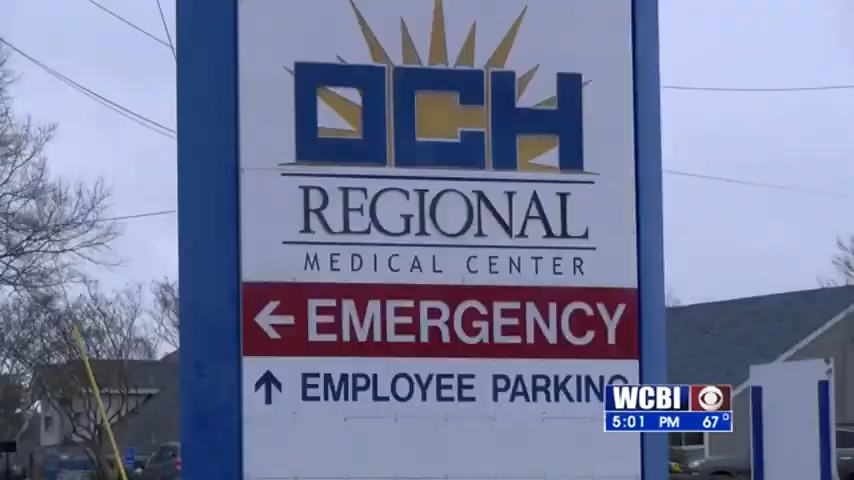 OCH
REGIONAL
MEDICAL CENTER
← EMERGENCY
↑ EMPLOYEE PARKING
WCBI
5:01 PM 67°